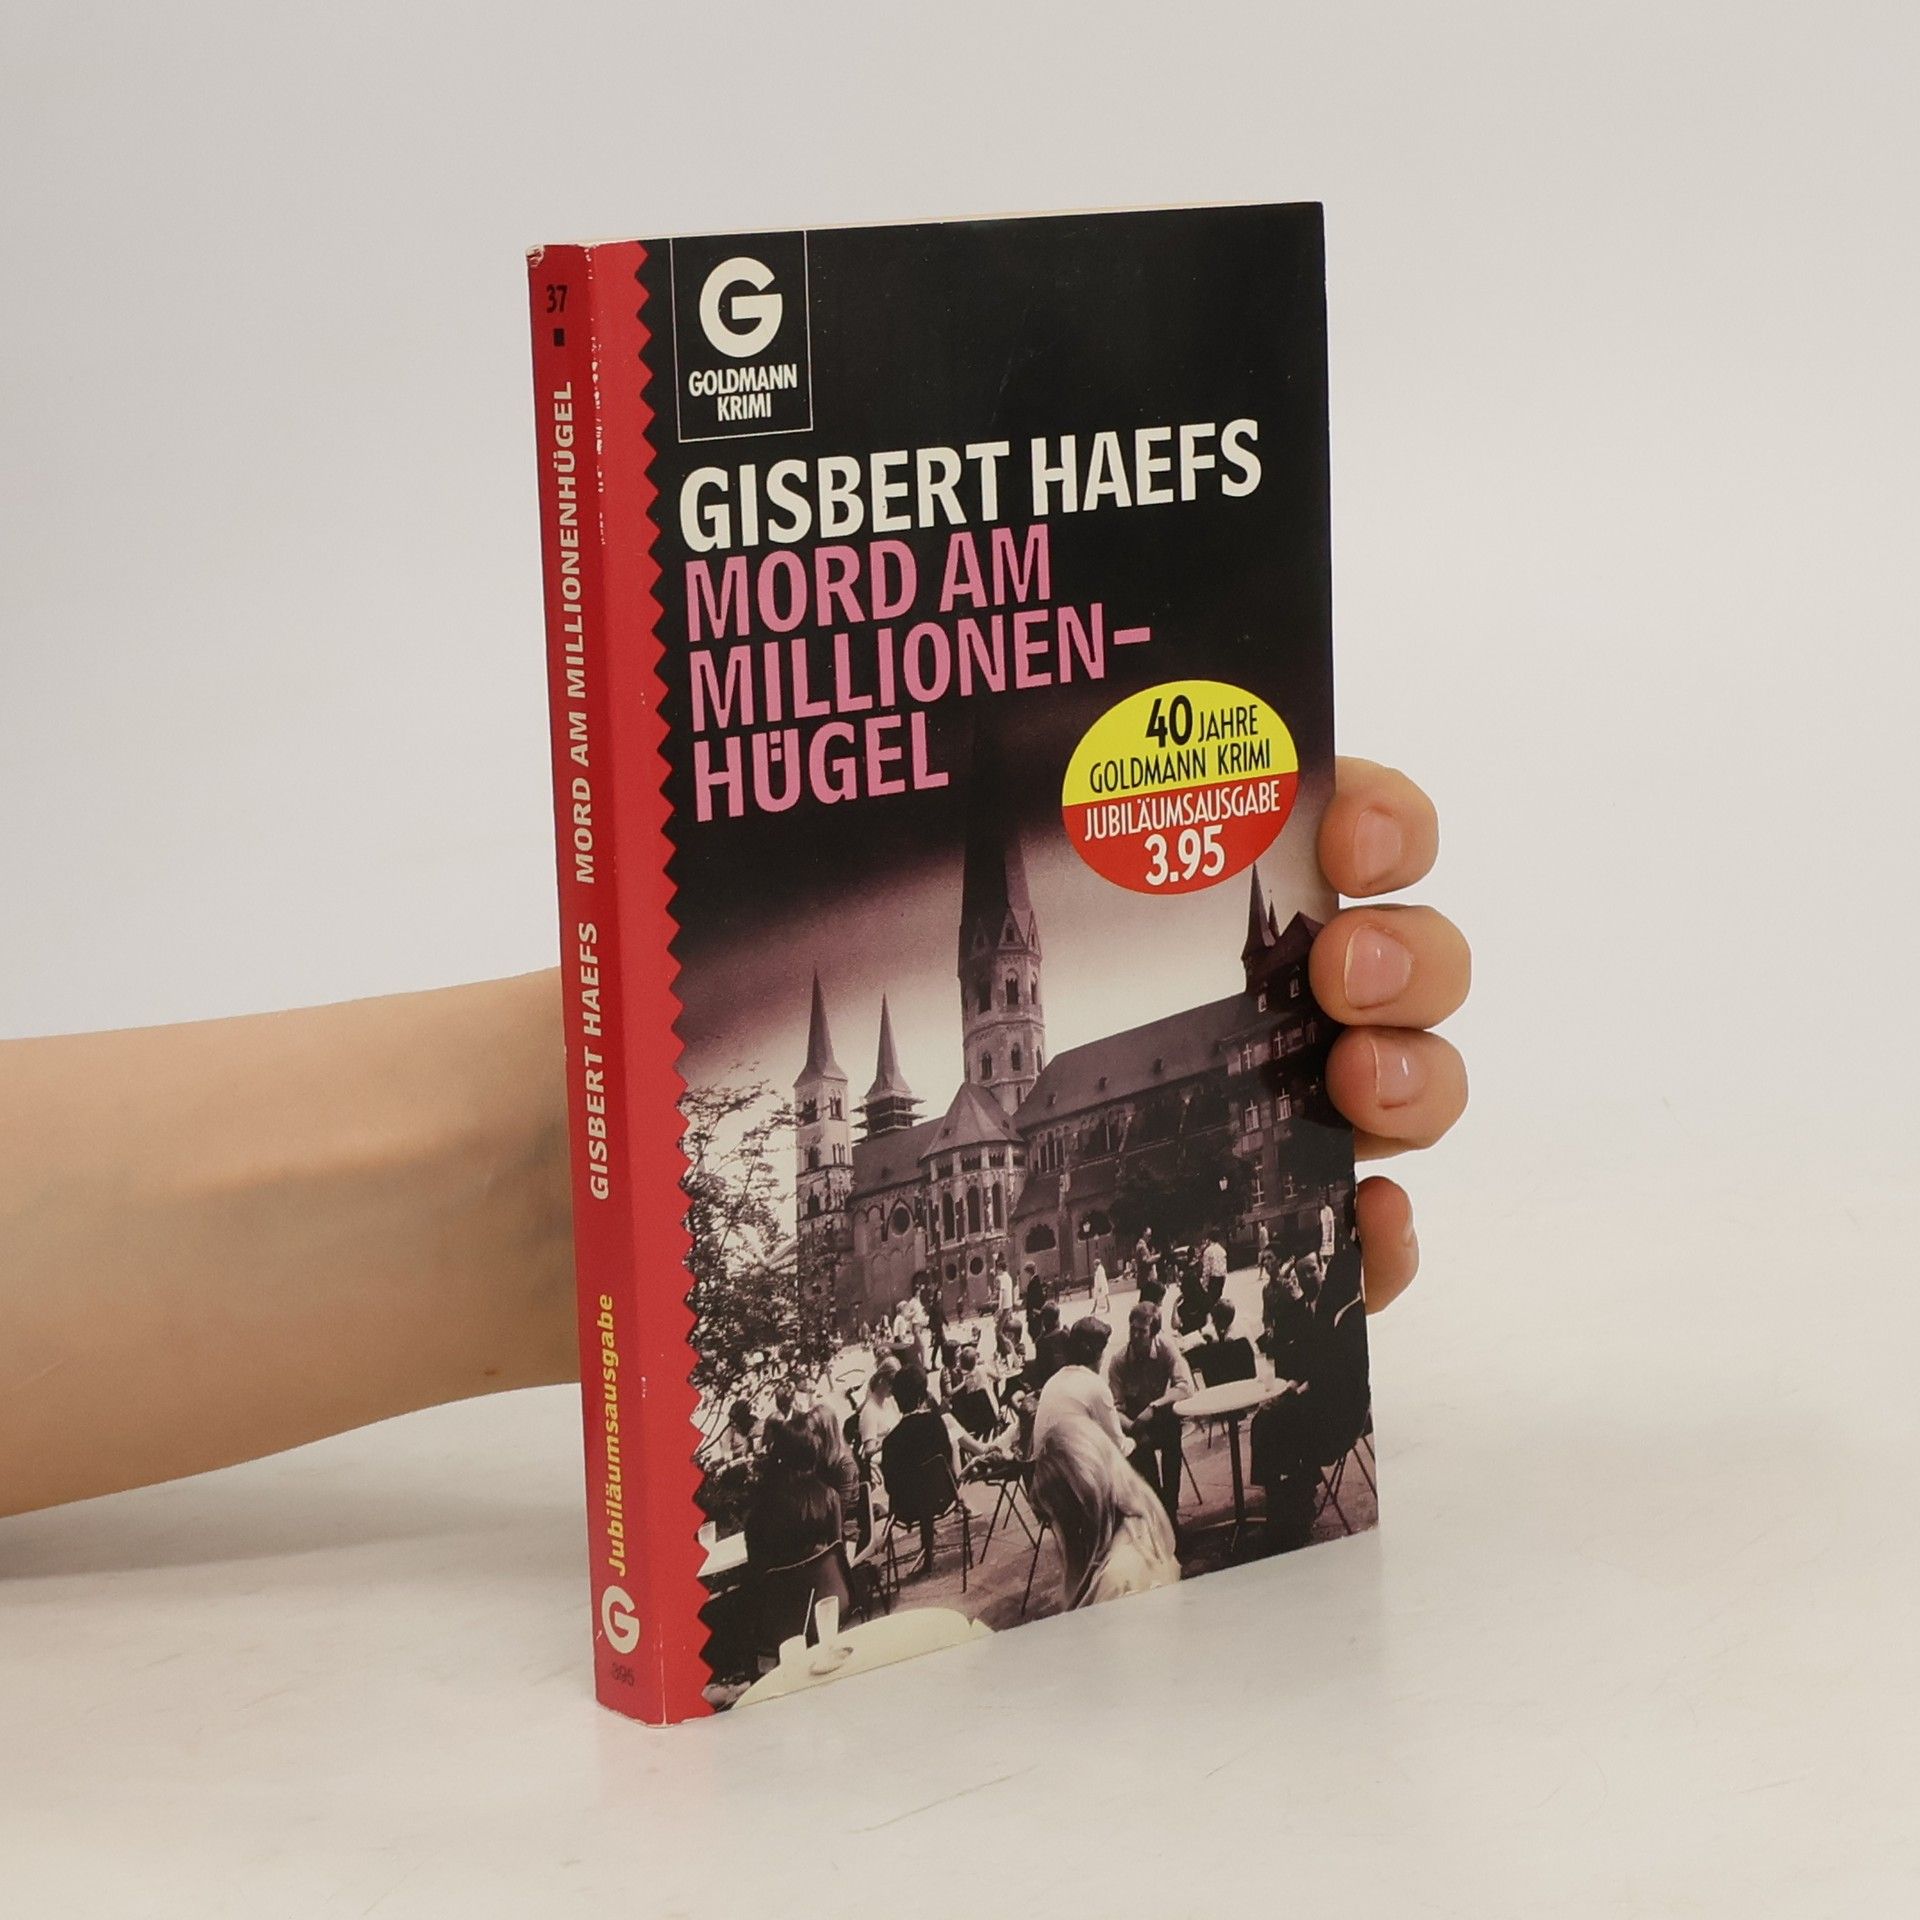 G
GOLDMANN
KRIMI
GISBERT HAEFS
MORD AM
MILLIONEN-
HÜGEL
40 JAHRE
GOLDMANN KRIMI
JUBILÄUMSAUSGABE
3.95
37
GISBERT HAEFS MORD AM MILLIONENHÜGEL
Jubiläumsausgabe
G
395